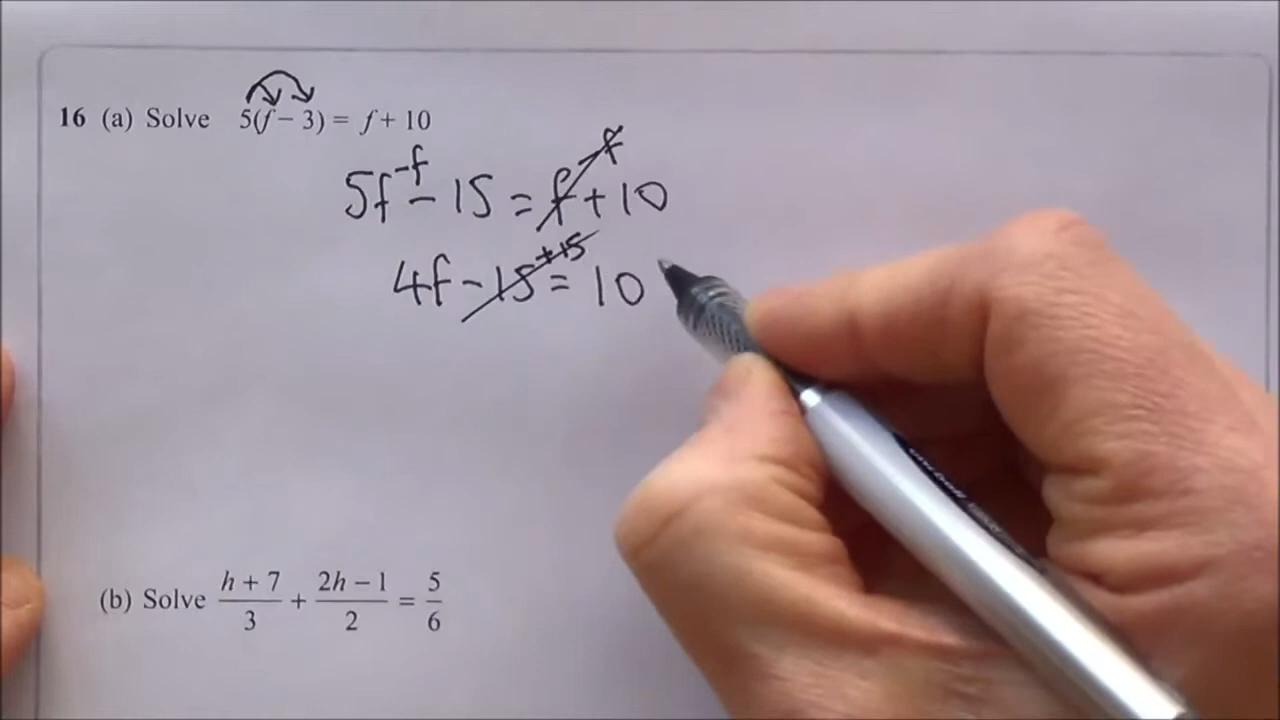 16 (a) Solve 5(f − 3) = f + 10
5f -f − 15 = f -f + 10
4f − 15 +15 = 10
(b) Solve (h + 7)/3 + (2h − 1)/2 = 5/6